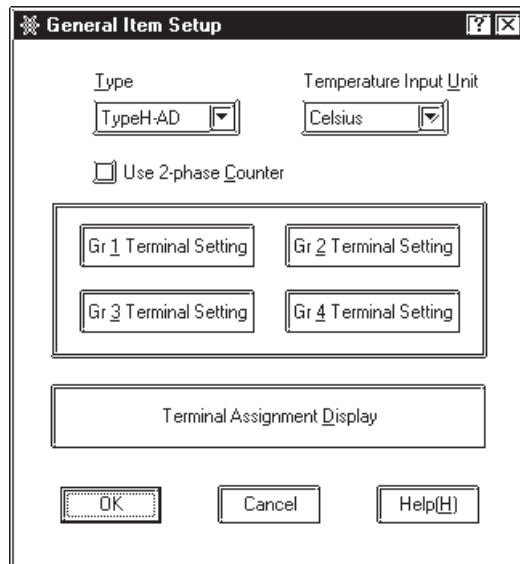 General Item Setup
Type
Temperature Input Unit
TypeH-AD
Celsius
Use 2-phase Counter
Gr 1 Terminal Setting
Gr 2 Terminal Setting
Gr 3 Terminal Setting
Gr 4 Terminal Setting
Terminal Assignment Display
OK
Cancel
Help(H)